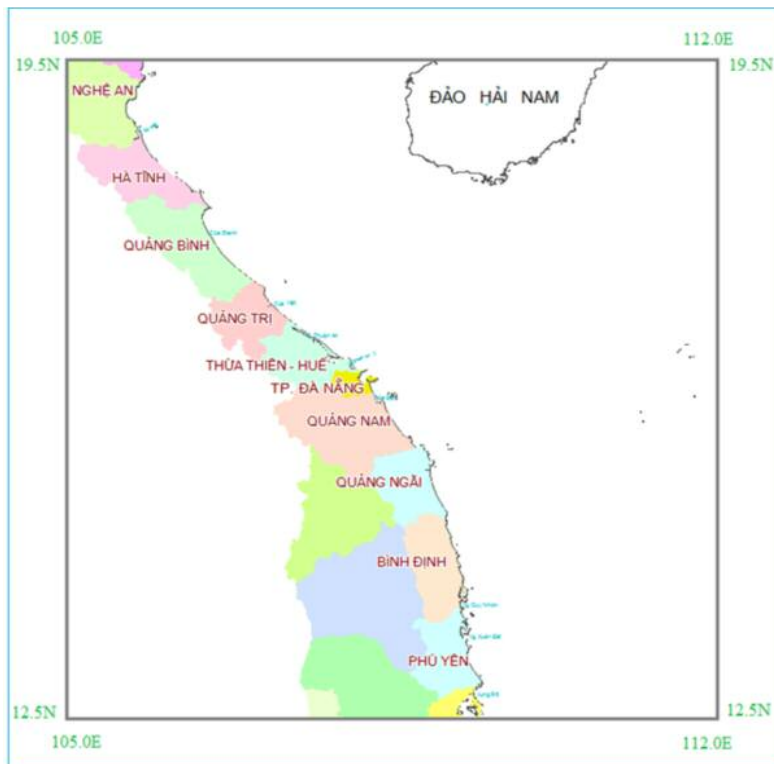 105.0E
112.0E
19.5N
19.5N
NGHỆ AN
ĐẢO HẢI NAM
HÀ TĨNH
QUẢNG BÌNH
QUẢNG TRỊ
THỪA THIÊN - HUẾ
TP. ĐÀ NẴNG
QUẢNG NAM
QUẢNG NGÃI
BÌNH ĐỊNH
PHÚ YÊN
12.5N
12.5N
105.0E
112.0E